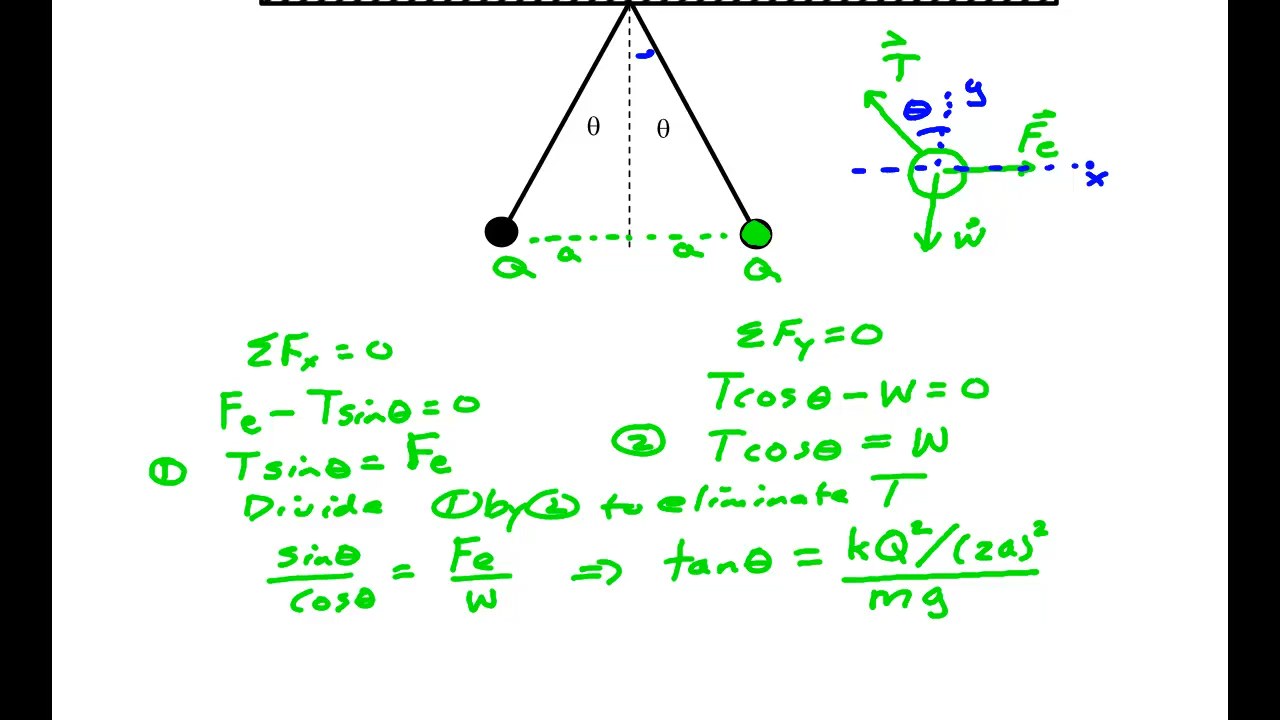 T⃗
θ y
F⃗e
θ θ
x
W⃗
a a
Q Q
ΣFx = 0
Fe − Tsinθ = 0
① Tsinθ = Fe
ΣFy = 0
Tcosθ − W = 0
② Tcosθ = W
Divide ① by ② to eliminate T
sinθ/cosθ = Fe/W ⇒ tanθ = kQ²/(2a)²/mg